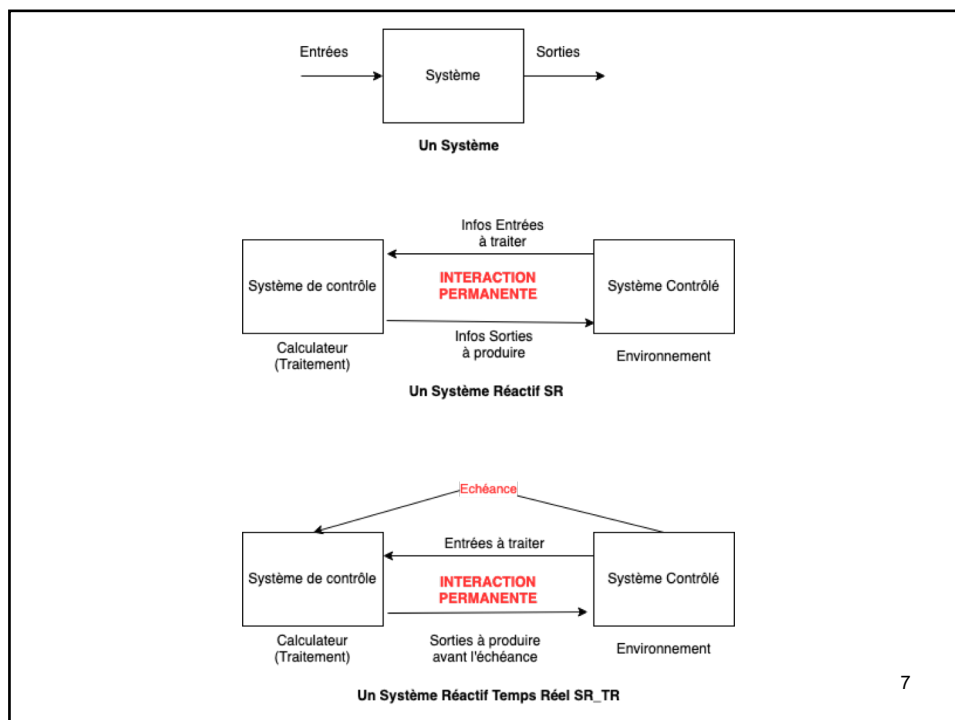 Entrées
Sorties
Système
Un Système
Infos Entrées
à traiter
Système de contrôle
INTERACTION
PERMANENTE
Système Contrôlé
Infos Sorties
à produire
Calculateur
(Traitement)
Environnement
Un Système Réactif SR
Echéance
Entrées à traiter
Système de contrôle
INTERACTION
PERMANENTE
Système Contrôlé
Calculateur
(Traitement)
Sorties à produire
avant l'échéance
Environnement
Un Système Réactif Temps Réel SR_TR
7